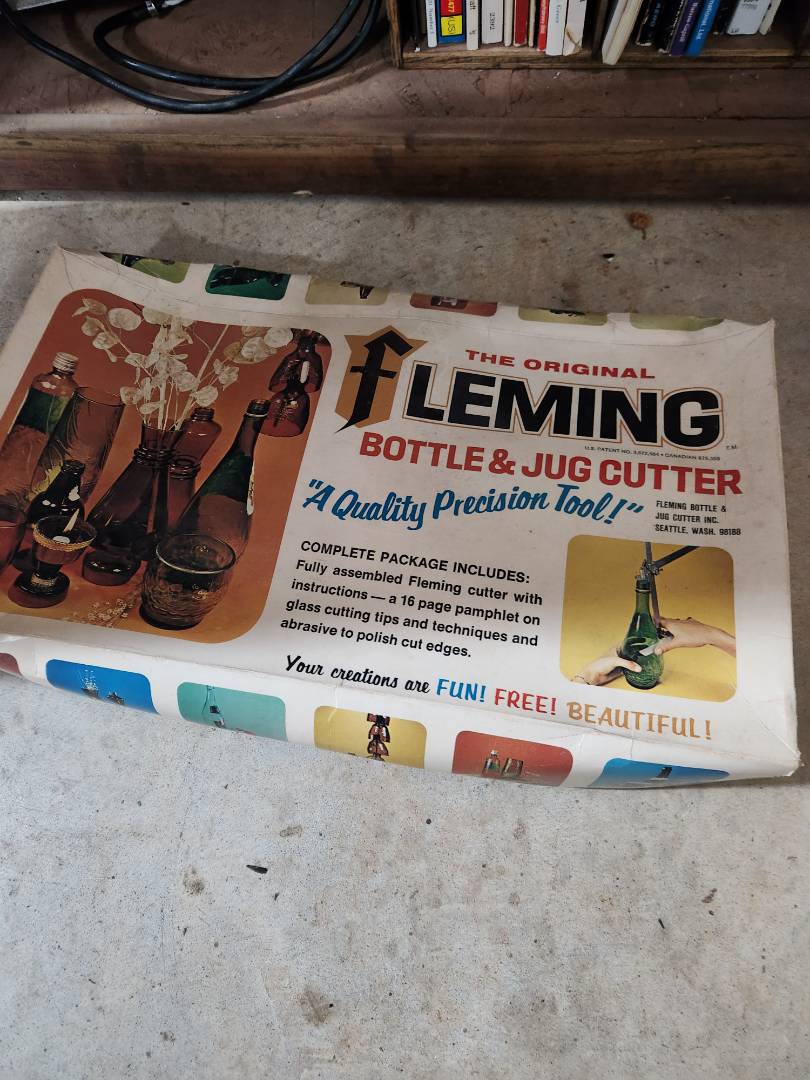 THE ORIGINAL
fLEMING
T.M.
BOTTLE & JUG CUTTER
"A Quality Precision Tool!"
FLEMING BOTTLE &
JUG CUTTER INC.
SEATTLE, WASH. 98188
COMPLETE PACKAGE INCLUDES:
Fully assembled Fleming cutter with
instructions — a 16 page pamphlet on
glass cutting tips and techniques and
abrasive to polish cut edges.
Your creations are FUN! FREE! BEAUTIFUL!